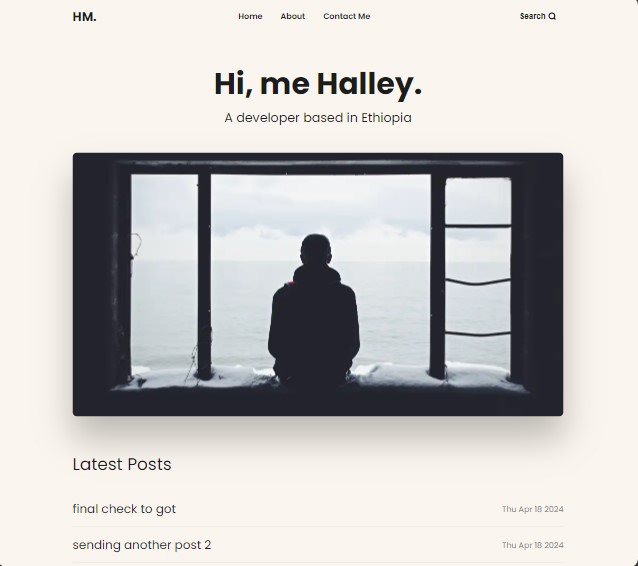 HM.
Home About Contact Me Search
Hi, me Halley.
A developer based in Ethiopia
Latest Posts
final check to got Thu Apr 18 2024
sending another post 2 Thu Apr 18 2024